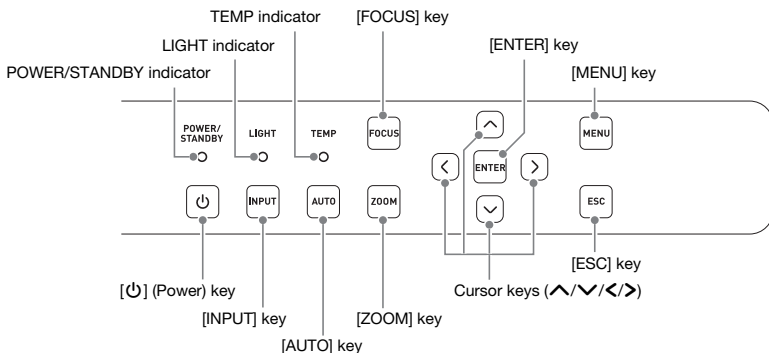 TEMP indicator
[FOCUS] key
LIGHT indicator
[ENTER] key
POWER/STANDBY indicator
[MENU] key
POWER/
STANDBY
LIGHT
TEMP
FOCUS
MENU
ENTER
INPUT
AUTO
ZOOM
ESC
[⏻] (Power) key
[ESC] key
Cursor keys (∧/∨/</>)
[INPUT] key
[ZOOM] key
[AUTO] key